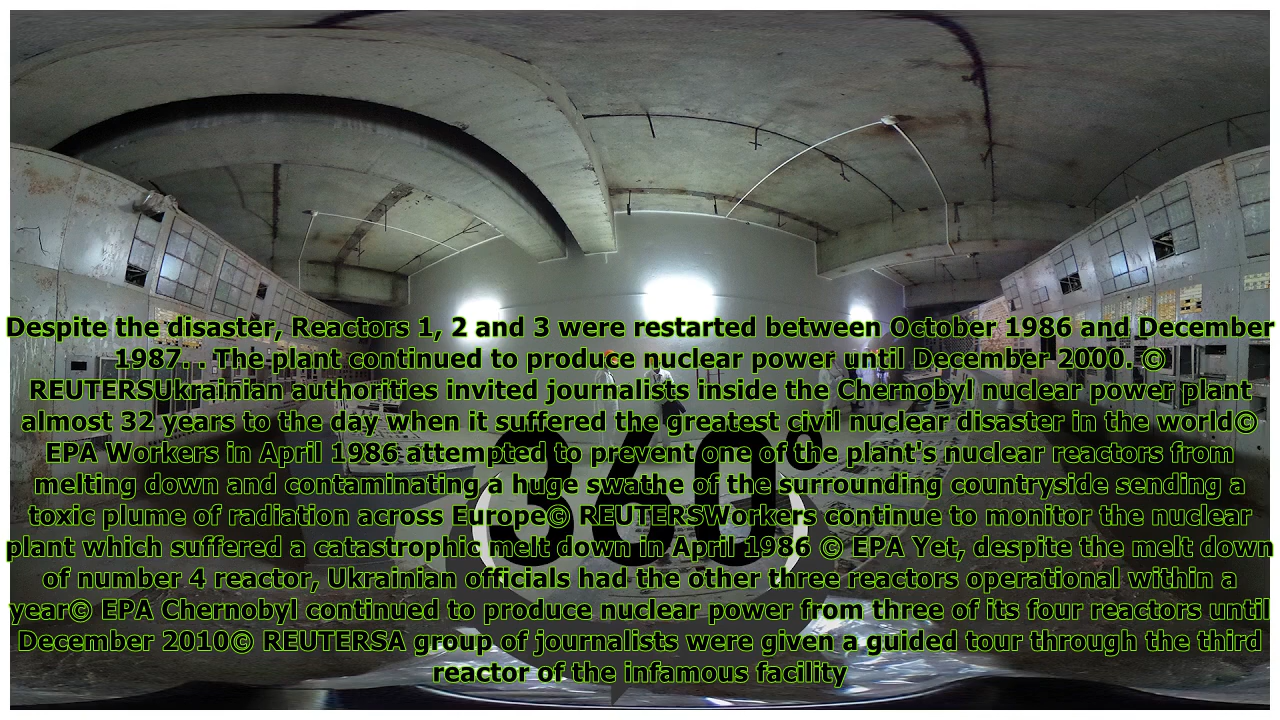 Despite the disaster, Reactors 1, 2 and 3 were restarted between October 1986 and December
1987. . The plant continued to produce nuclear power until December 2000. ©
REUTERSUkrainian authorities invited journalists inside the Chernobyl nuclear power plant
almost 32 years to the day when it suffered the greatest civil nuclear disaster in the world©
EPA Workers in April 1986 attempted to prevent one of the plant's nuclear reactors from
melting down and contaminating a huge swathe of the surrounding countryside sending a
toxic plume of radiation across Europe© REUTERSWorkers continue to monitor the nuclear
plant which suffered a catastrophic melt down in April 1986 © EPA Yet, despite the melt down
of number 4 reactor, Ukrainian officials had the other three reactors operational within a
year© EPA Chernobyl continued to produce nuclear power from three of its four reactors until
December 2010© REUTERSA group of journalists were given a guided tour through the third
reactor of the infamous facility
360°